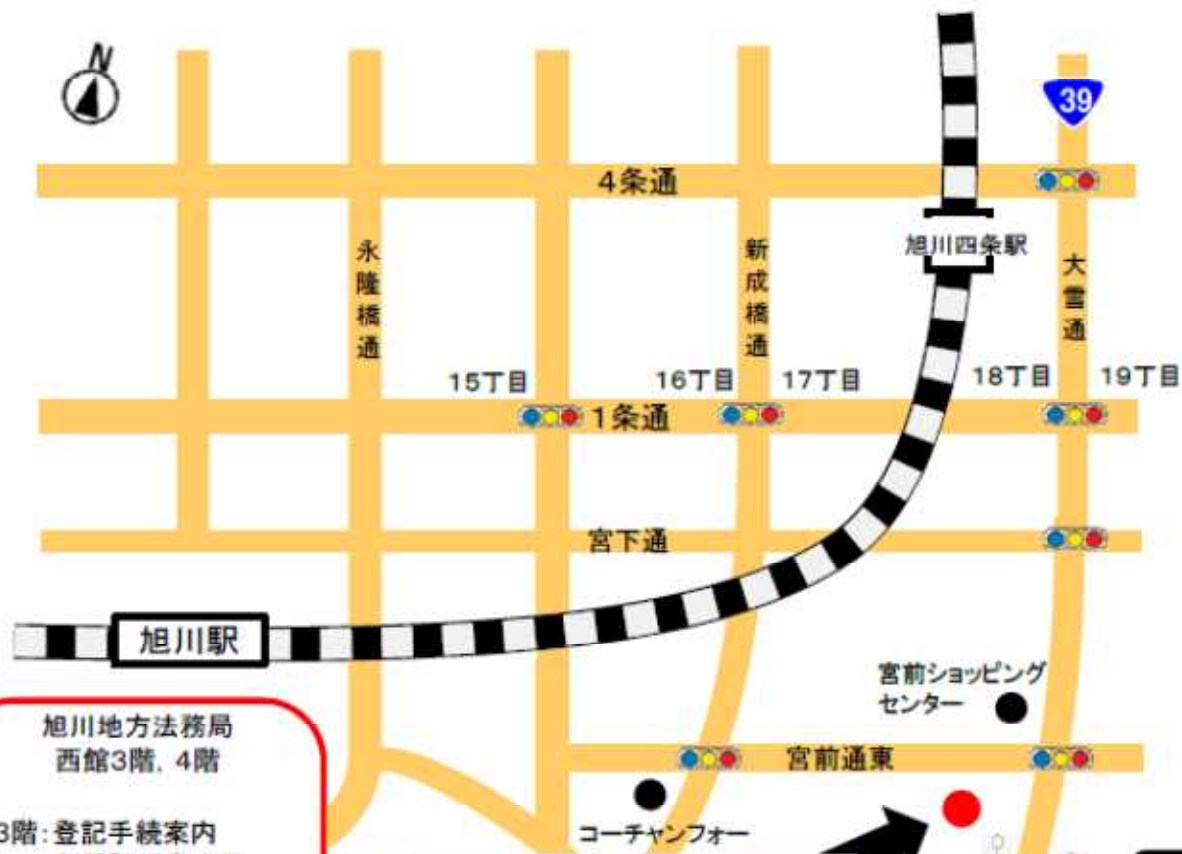 N
39
4条通
旭川四条駅
永隆橋通
新成橋通
大雪通
15丁目
16丁目
17丁目
18丁目
19丁目
1条通
宮下通
旭川駅
宮前ショッピング
センター
旭川地方法務局
西館3階，4階
宮前通東
3階：登記手続案内
コーチャンフォー